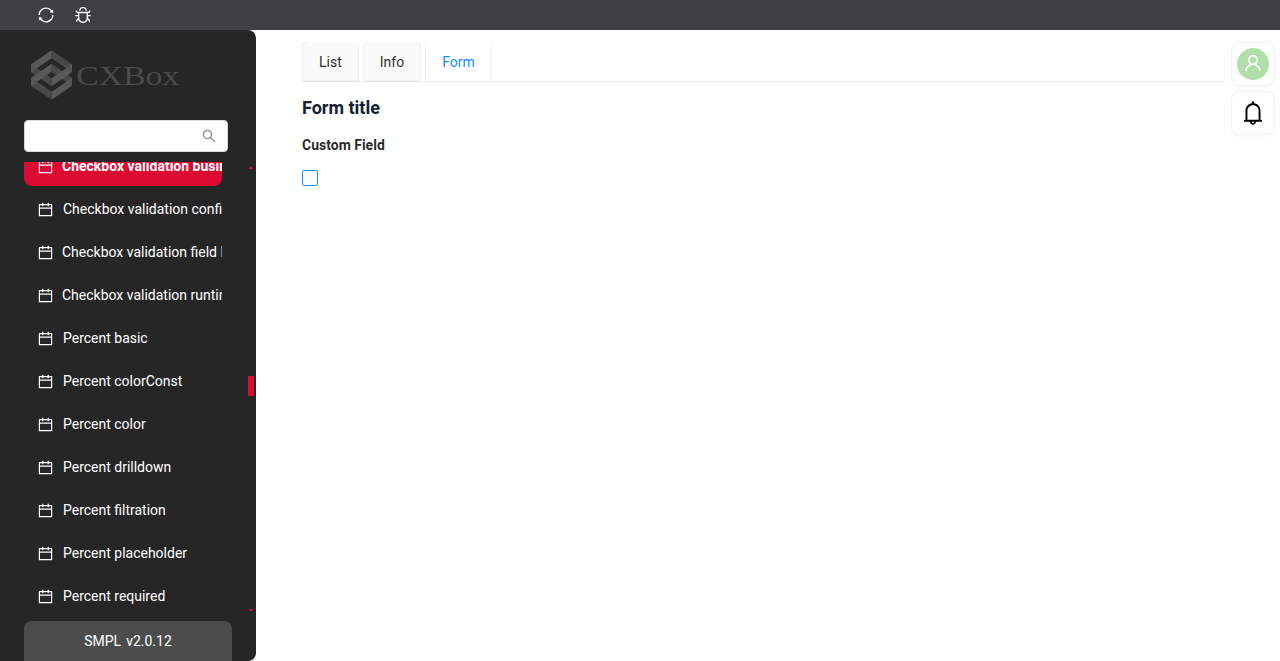 CXBox
Checkbox validation busi
Checkbox validation confi
Checkbox validation field
Checkbox validation runti
Percent basic
Percent colorConst
Percent color
Percent drilldown
Percent filtration
Percent placeholder
Percent required
SMPL v2.0.12
List
Info
Form
Form title
Custom Field